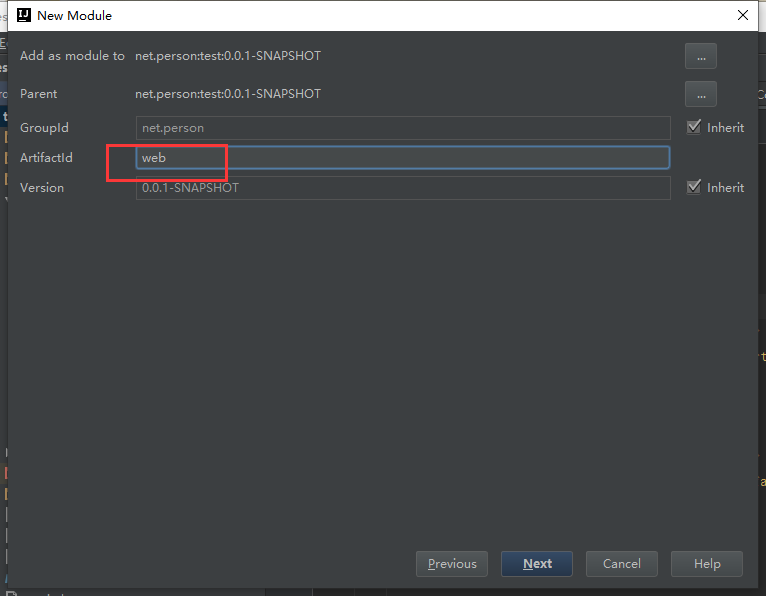 New Module
Add as module to net.person:test:0.0.1-SNAPSHOT ...
Parent net.person:test:0.0.1-SNAPSHOT ...
GroupId net.person Inherit
ArtifactId web
Version 0.0.1-SNAPSHOT Inherit
Previous Next Cancel Help